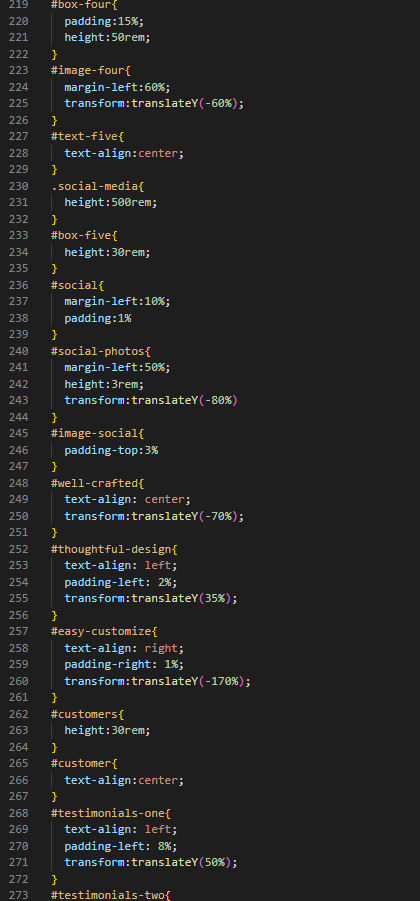 219 #box-four{
220 padding:15%;
221 height:50rem;
222 }
223 #image-four{
224 margin-left:60%;
225 transform:translateY(-60%);
226 }
227 #text-five{
228 text-align:center;
229 }
230 .social-media{
231 height:500rem;
232 }
233 #box-five{
234 height:30rem;
235 }
236 #social{
237 margin-left:10%;
238 padding:1%
239 }
240 #social-photos{
241 margin-left:50%;
242 height:3rem;
243 transform:translateY(-80%)
244 }
245 #image-social{
246 padding-top:3%
247 }
248 #well-crafted{
249 text-align: center;
250 transform:translateY(-70%);
251 }
252 #thoughtful-design{
253 text-align: left;
254 padding-left: 2%;
255 transform:translateY(35%);
256 }
257 #easy-customize{
258 text-align: right;
259 padding-right: 1%;
260 transform:translateY(-170%);
261 }
262 #customers{
263 height:30rem;
264 }
265 #customer{
266 text-align:center;
267 }
268 #testimonials-one{
269 text-align: left;
270 padding-left: 8%;
271 transform:translateY(50%);
272 }
273 #testimonials-two{